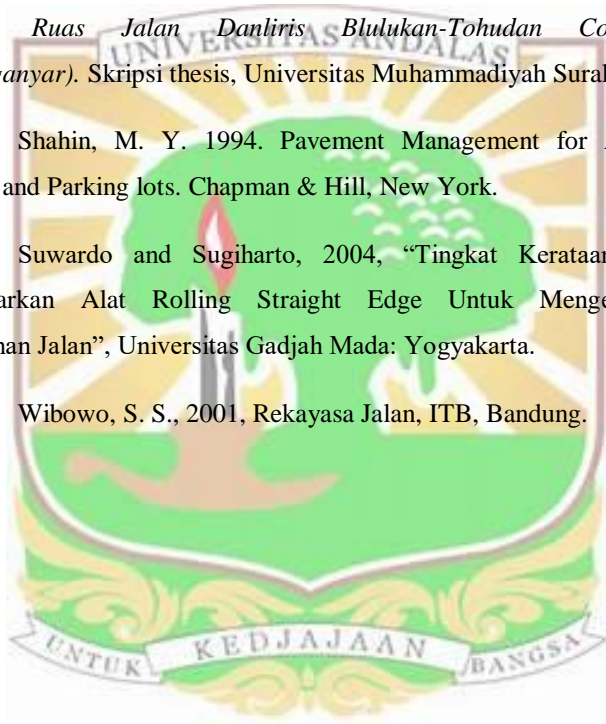 Ruas Jalan Danliris Blulukan-Tohudan Co
UNIVERSITAS ANDALAS
anyar). Skripsi thesis, Universitas Muhammadiyah Sural
Shahin, M. Y. 1994. Pavement Management for
and Parking lots. Chapman & Hill, New York.
Suwardo and Sugiharto, 2004, “Tingkat Kerataan
arkan Alat Rolling Straight Edge Untuk Menge
an Jalan”, Universitas Gadjah Mada: Yogyakarta.
Wibowo, S. S., 2001, Rekayasa Jalan, ITB, Bandung.
UNTUK KEDJAJAAN BANGSA